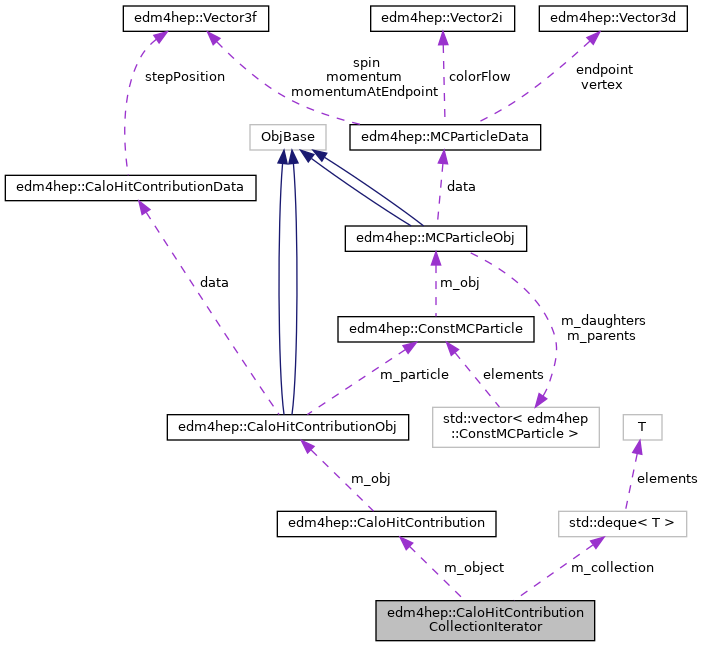 edm4hep::Vector3f
edm4hep::Vector2i
edm4hep::Vector3d
stepPosition
spin
momentum
momentumAtEndpoint
colorFlow
endpoint
vertex
ObjBase
edm4hep::MCParticleData
edm4hep::CaloHitContributionData
data
edm4hep::MCParticleObj
data
m_obj
m_daughters
m_parents
edm4hep::ConstMCParticle
m_particle
elements
edm4hep::CaloHitContributionObj
std::vector< edm4hep
::ConstMCParticle >
T
m_obj
elements
edm4hep::CaloHitContribution
std::deque< T >
m_object
m_collection
edm4hep::CaloHitContribution
CollectionIterator